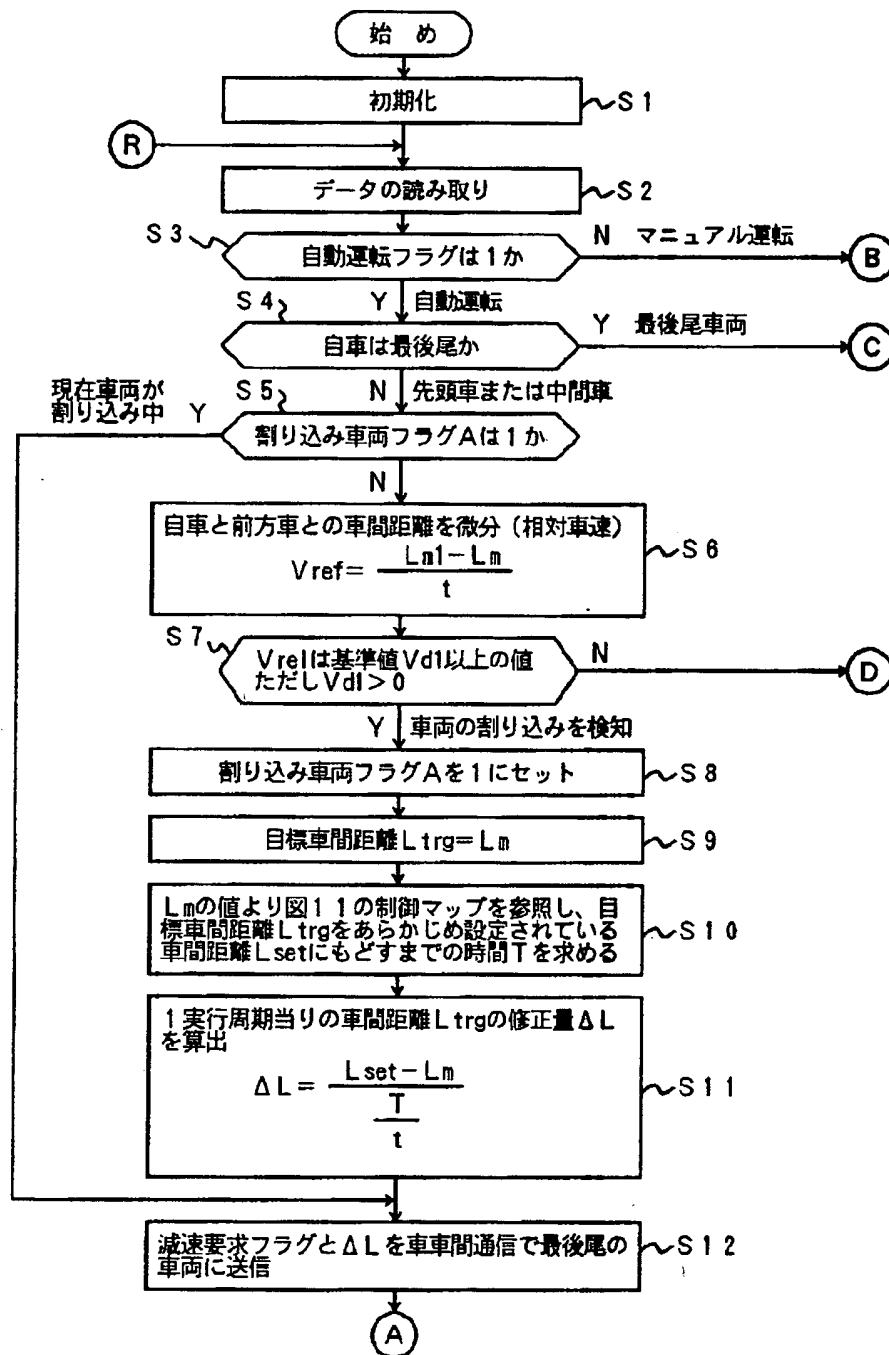 始 め
初期化
S1
R
データの読み取り
S2
S3
自動運転フラグは1か
N マニュアル運転
B
Y 自動運転
S4
自車は最後尾か
Y 最後尾車両
C
N 先頭車または中間車
現在車両が
割り込み中 Y
S5
割り込み車両フラグAは1か
N
自車と前方車との車間距離を微分(相対車速)
Vref= Lm1-Lm
t
S6
S7
Vrelは基準値Vd1以上の値
ただしVd1>0
N
D
Y 車両の割り込みを検知
割り込み車両フラグAを1にセット
S8
目標車間距離Ltrg=Lm
S9
Lmの値より図11の制御マップを参照し、目
標車間距離Ltrgをあらかじめ設定されている
車間距離Lsetにもどすまでの時間Tを求める
S10
1実行周期当りの車間距離Ltrgの修正量ΔL
を算出
ΔL= Lset-Lm
T
t
S11
減速要求フラグとΔLを車車間通信で最後尾の
車両に送信
S12
A